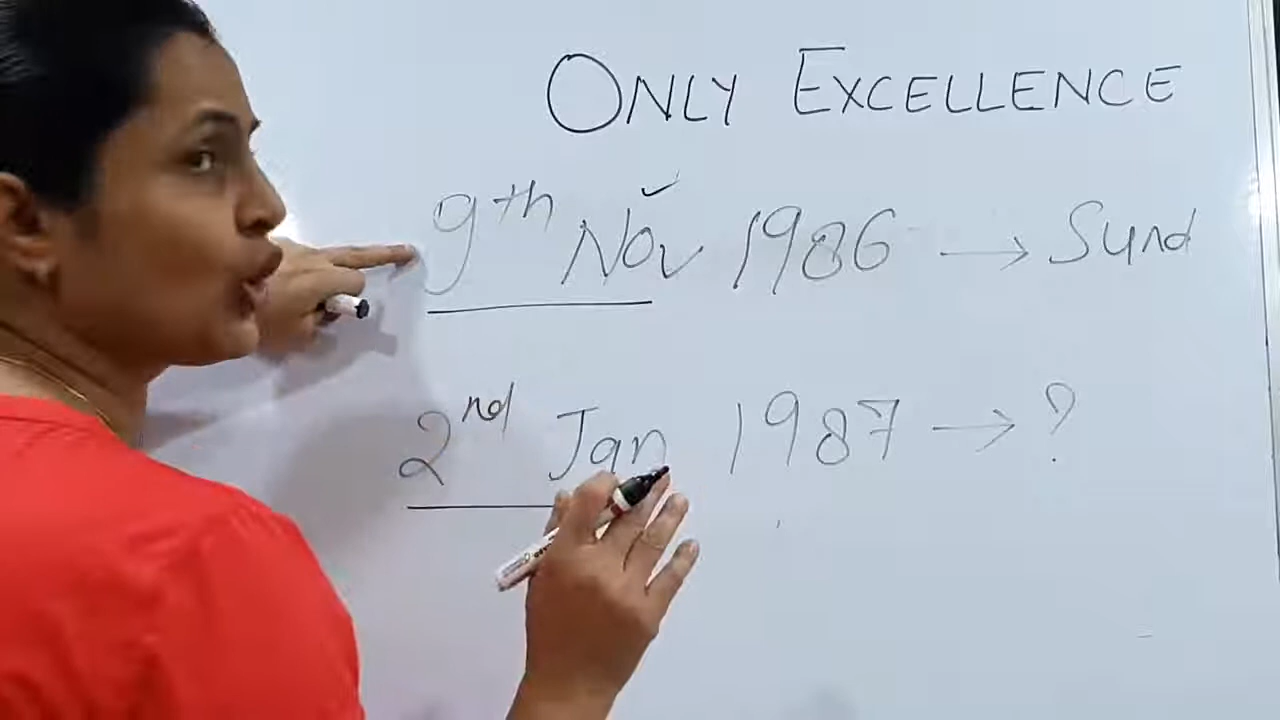 ONLY EXCELLENCE
9th Nov 1986 → Sund
2nd Jan 1987 → ?